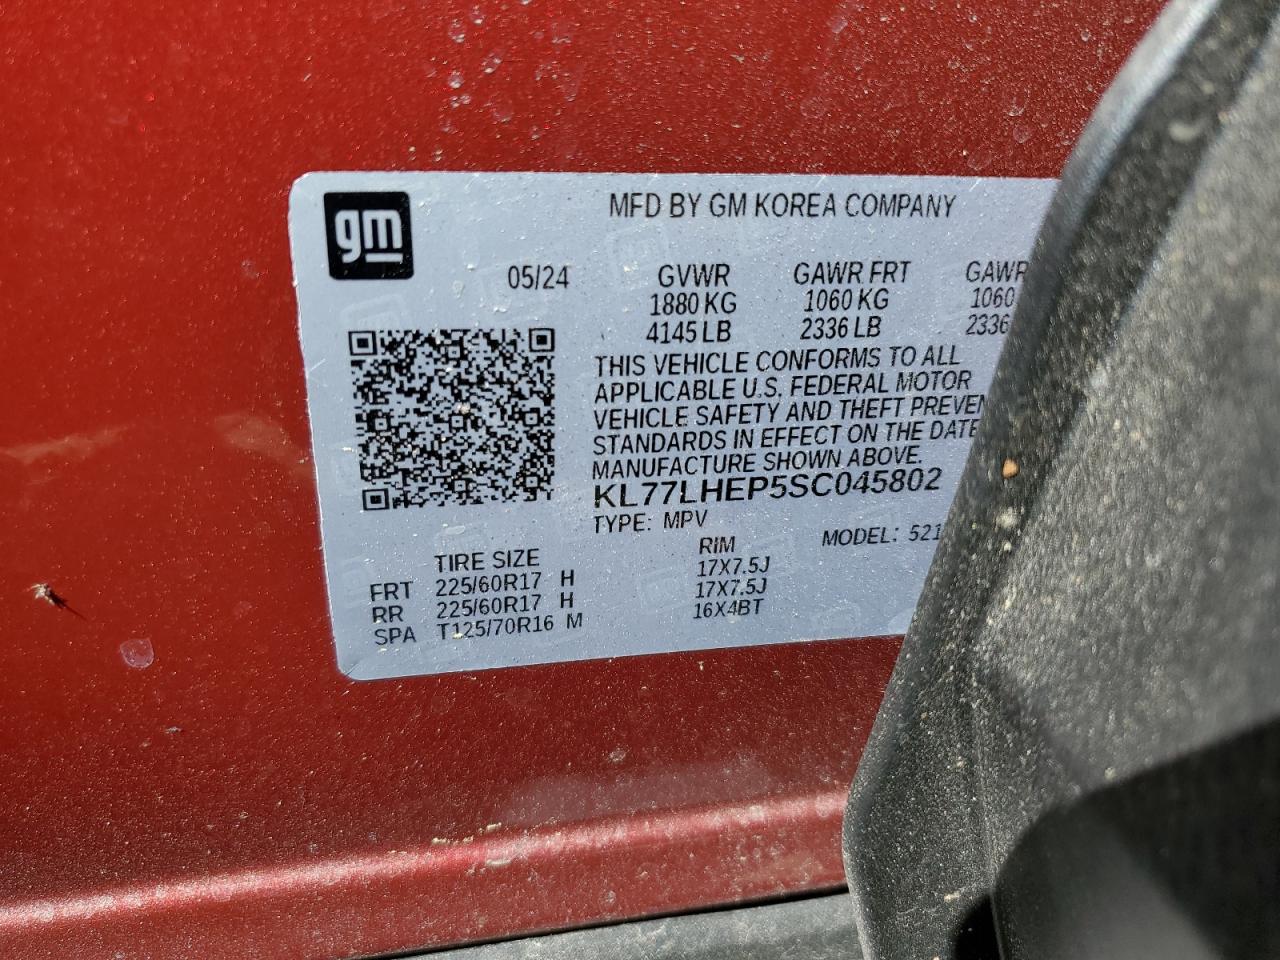 gm
MFD BY GM KOREA COMPANY
05/24 GVWR GAWR FRT GAWR
1880 KG 1060 KG 1060
4145 LB 2336 LB 2336
THIS VEHICLE CONFORMS TO ALL
APPLICABLE U.S. FEDERAL MOTOR
VEHICLE SAFETY AND THEFT PREVEN
STANDARDS IN EFFECT ON THE DATE
MANUFACTURE SHOWN ABOVE.
KL77LHEP5SC045802
TYPE: MPV MODEL: 521
TIRE SIZE RIM
FRT 225/60R17 H 17X7.5J
RR 225/60R17 H 17X7.5J
SPA T125/70R16 M 16X4BT